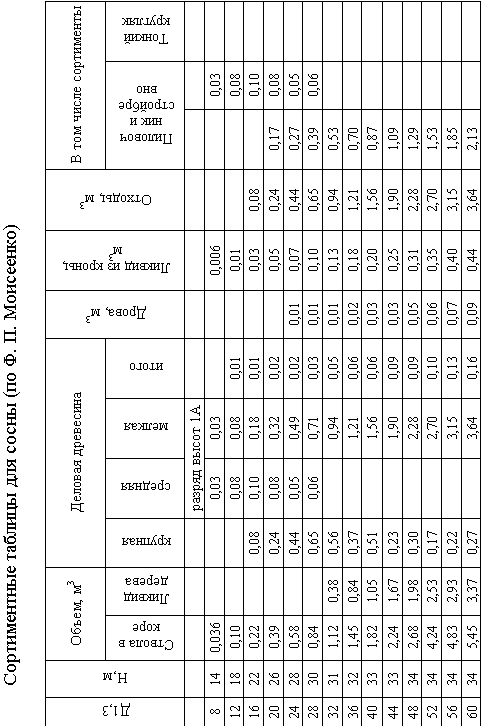 Сортиментные таблицы для сосны (по Ф. П. Моисеенко)
Д1,3 Н,м Объем, м³ Деловая древесина Дрова, м³ Ликвид из кроны, м³ Отходы, м³ В том числе сортименты
Ствола в коре Ликвид дерева крупная средняя мелкая итого Пиловоч ник и стройбре вно Тонкий кругляк
разряд высот 1А
8 14 0,036 0,03 0,03 0,006 0,03
12 18 0,10 0,08 0,08 0,01 0,01 0,08
16 22 0,22 0,08 0,10 0,18 0,01 0,03 0,08 0,10
20 26 0,39 0,24 0,08 0,32 0,02 0,05 0,24 0,17 0,08
24 28 0,58 0,44 0,05 0,49 0,02 0,01 0,07 0,44 0,27 0,05
28 30 0,84 0,65 0,06 0,71 0,03 0,01 0,10 0,65 0,39 0,06
32 31 1,12 0,38 0,56 0,94 0,05 0,01 0,13 0,94 0,53
36 32 1,45 0,84 0,37 1,21 0,06 0,02 0,18 1,21 0,70
40 33 1,82 1,05 0,51 1,56 0,06 0,03 0,20 1,56 0,87
44 33 2,24 1,67 0,23 1,90 0,09 0,03 0,25 1,90 1,09
48 34 2,68 1,98 0,30 2,28 0,09 0,05 0,31 2,28 1,29
52 34 4,24 2,53 0,17 2,70 0,10 0,06 0,35 2,70 1,53
56 34 4,83 2,93 0,22 3,15 0,13 0,07 0,40 3,15 1,85
60 34 5,45 3,37 0,27 3,64 0,16 0,09 0,44 3,64 2,13